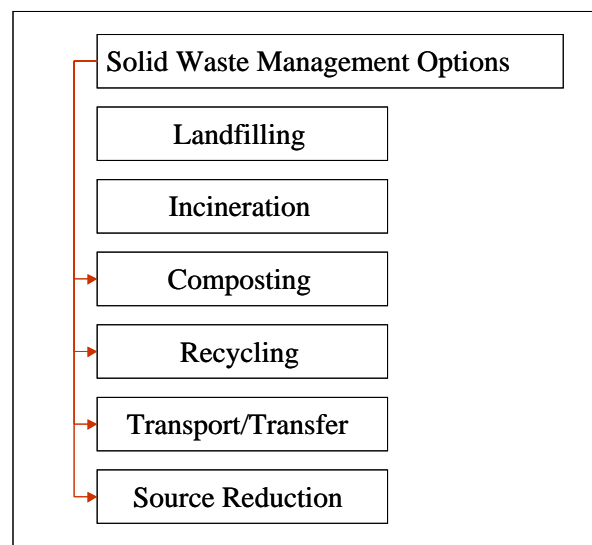 Solid Waste Management Options
Landfilling
Incineration
Composting
Recycling
Transport/Transfer
Source Reduction